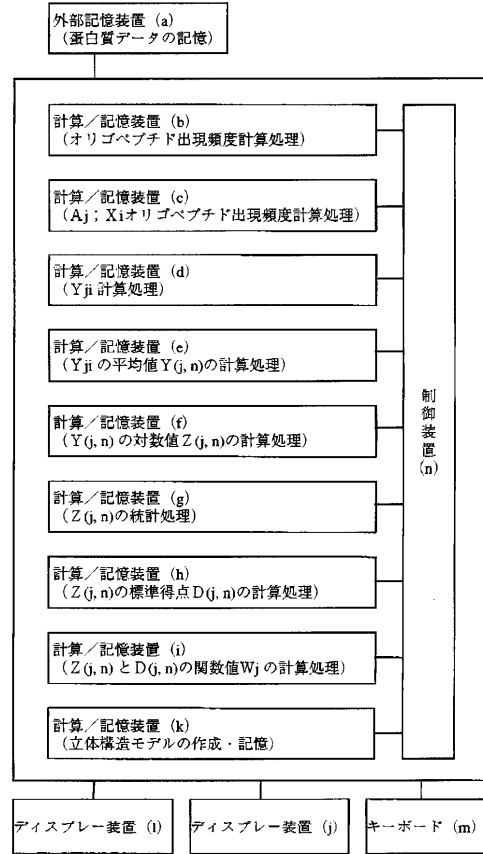 外部記憶装置 (a)
(蛋白質データの記憶)
計算／記憶装置 (b)
(オリゴペプチド出現頻度計算処理)
計算／記憶装置 (c)
(Aj；Xiオリゴペプチド出現頻度計算処理)
計算／記憶装置 (d)
(Yji 計算処理)
計算／記憶装置 (e)
(Yji の平均値Y(j, n)の計算処理)
計算／記憶装置 (f)
(Y(j, n) の対数値Z(j, n)の計算処理)
計算／記憶装置 (g)
(Z(j, n)の統計処理)
計算／記憶装置 (h)
(Z(j, n)の標準得点D(j, n)の計算処理)
計算／記憶装置 (i)
(Z(j, n)とD(j, n)の関数値Wj の計算処理)
計算／記憶装置 (k)
(立体構造モデルの作成・記憶)
制御装置(n)
ディスプレー装置 (l)
ディスプレー装置 (j)
キーボード (m)